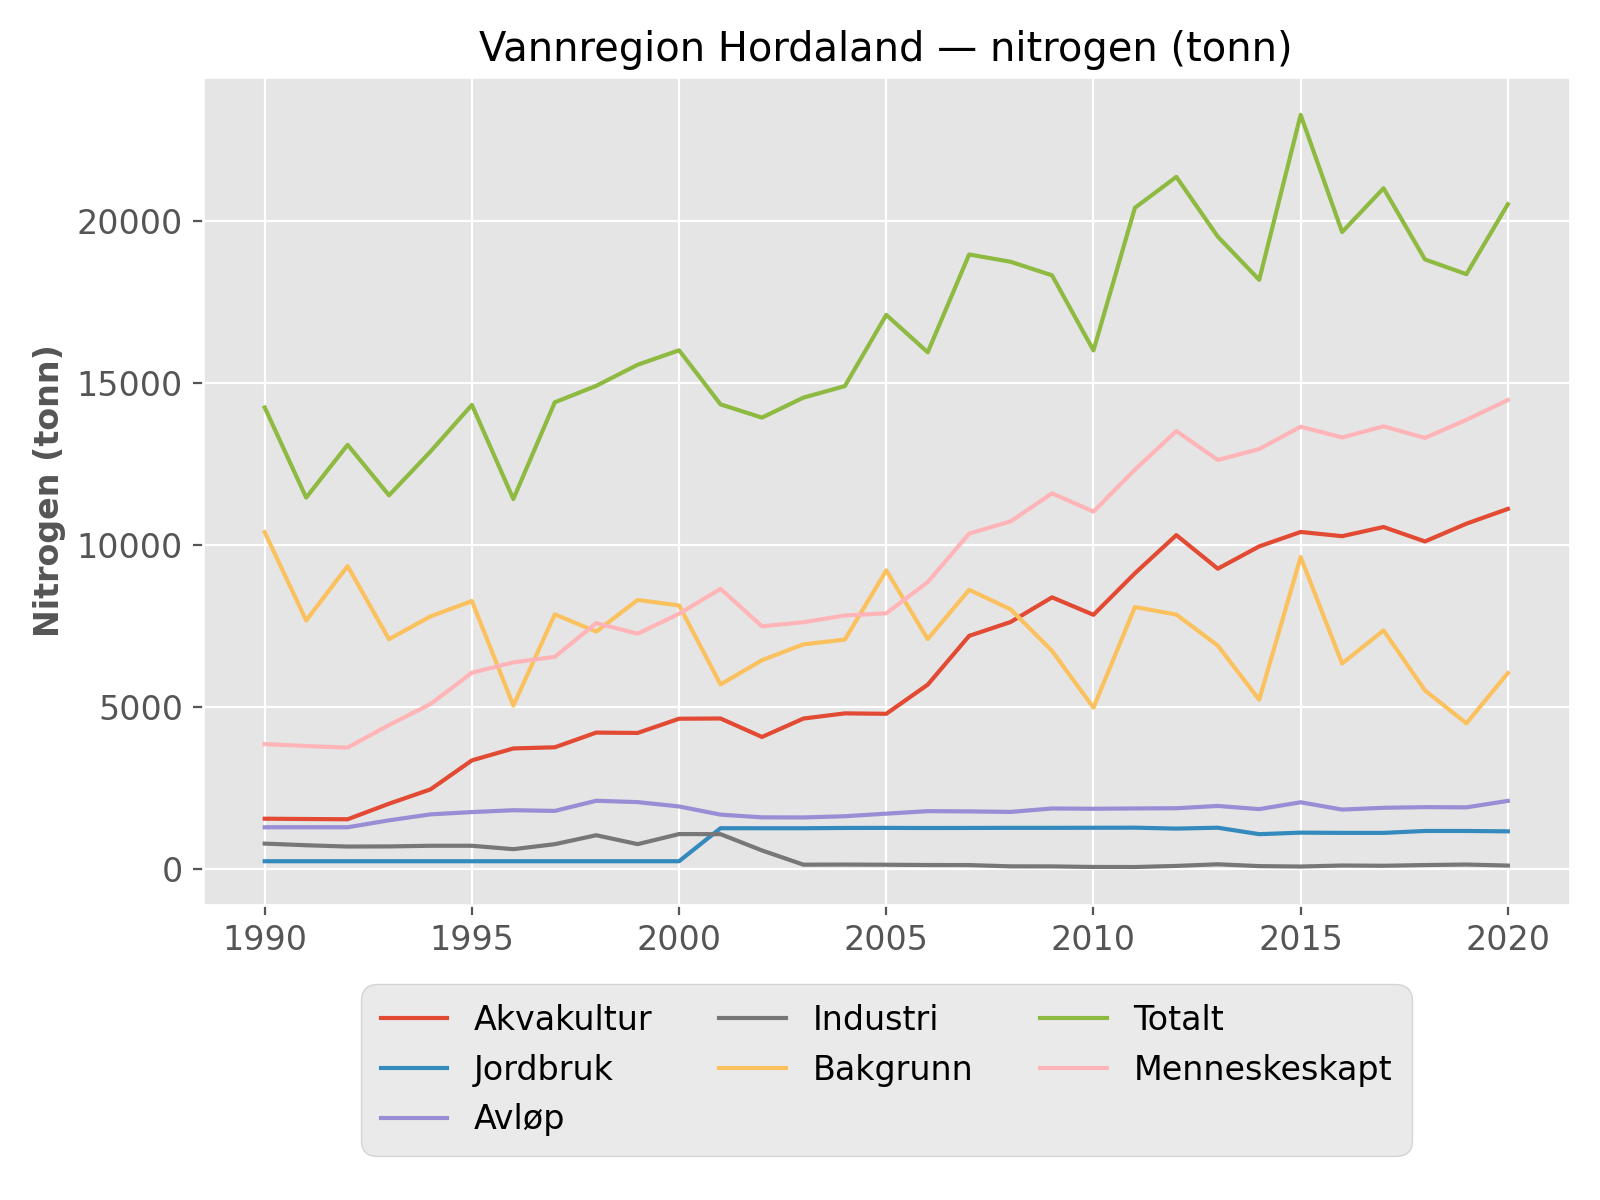 Vannregion Hordaland — nitrogen (tonn)
Nitrogen (tonn)
20000
15000
10000
5000
0
1990 1995 2000 2005 2010 2015 2020
Akvakultur Industri Totalt
Jordbruk Bakgrunn Menneskeskapt
Avløp